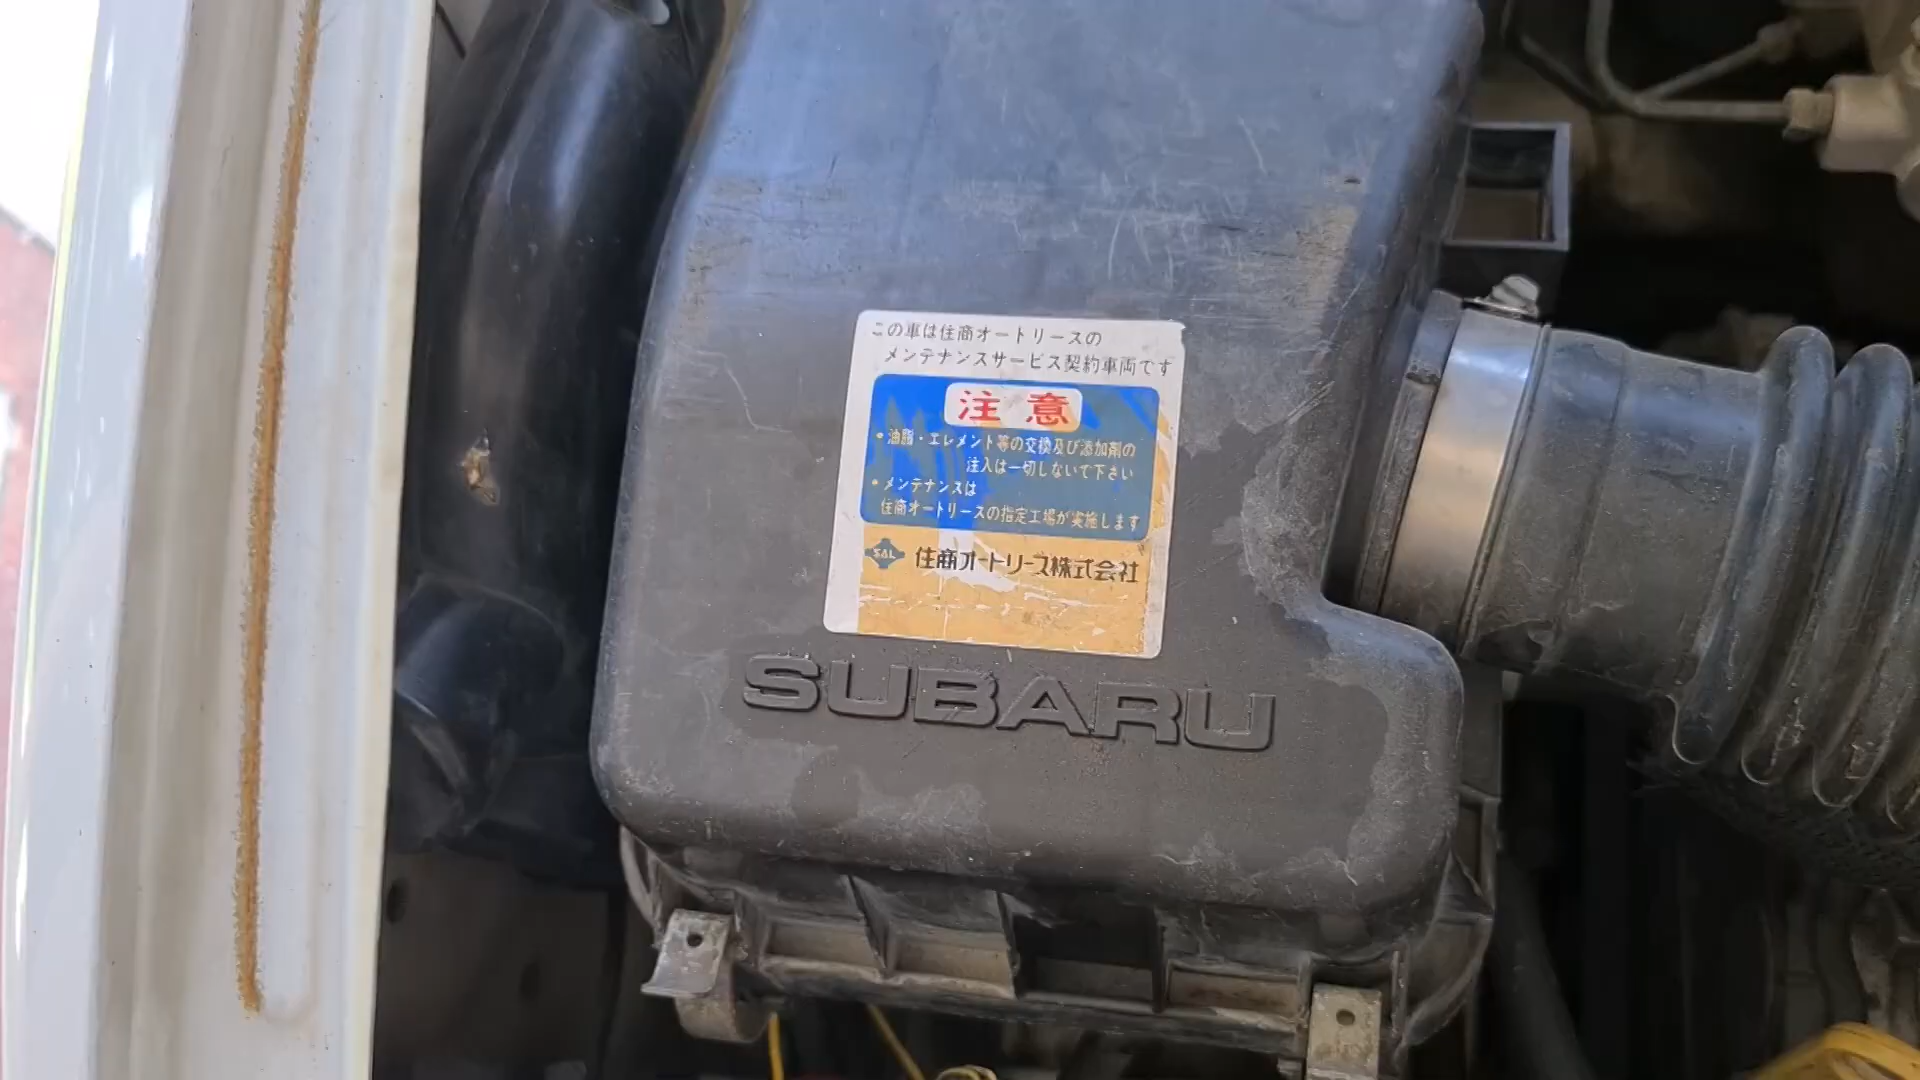 この車は住商オートリースの
メンテナンスサービス契約車両です
注意
•油脂・エレメント等の交換及び添加剤の
注入は一切しないで下さい
•メンテナンスは
住商オートリースの指定工場が実施します
SAL 住商オートリース株式会社
SUBARU